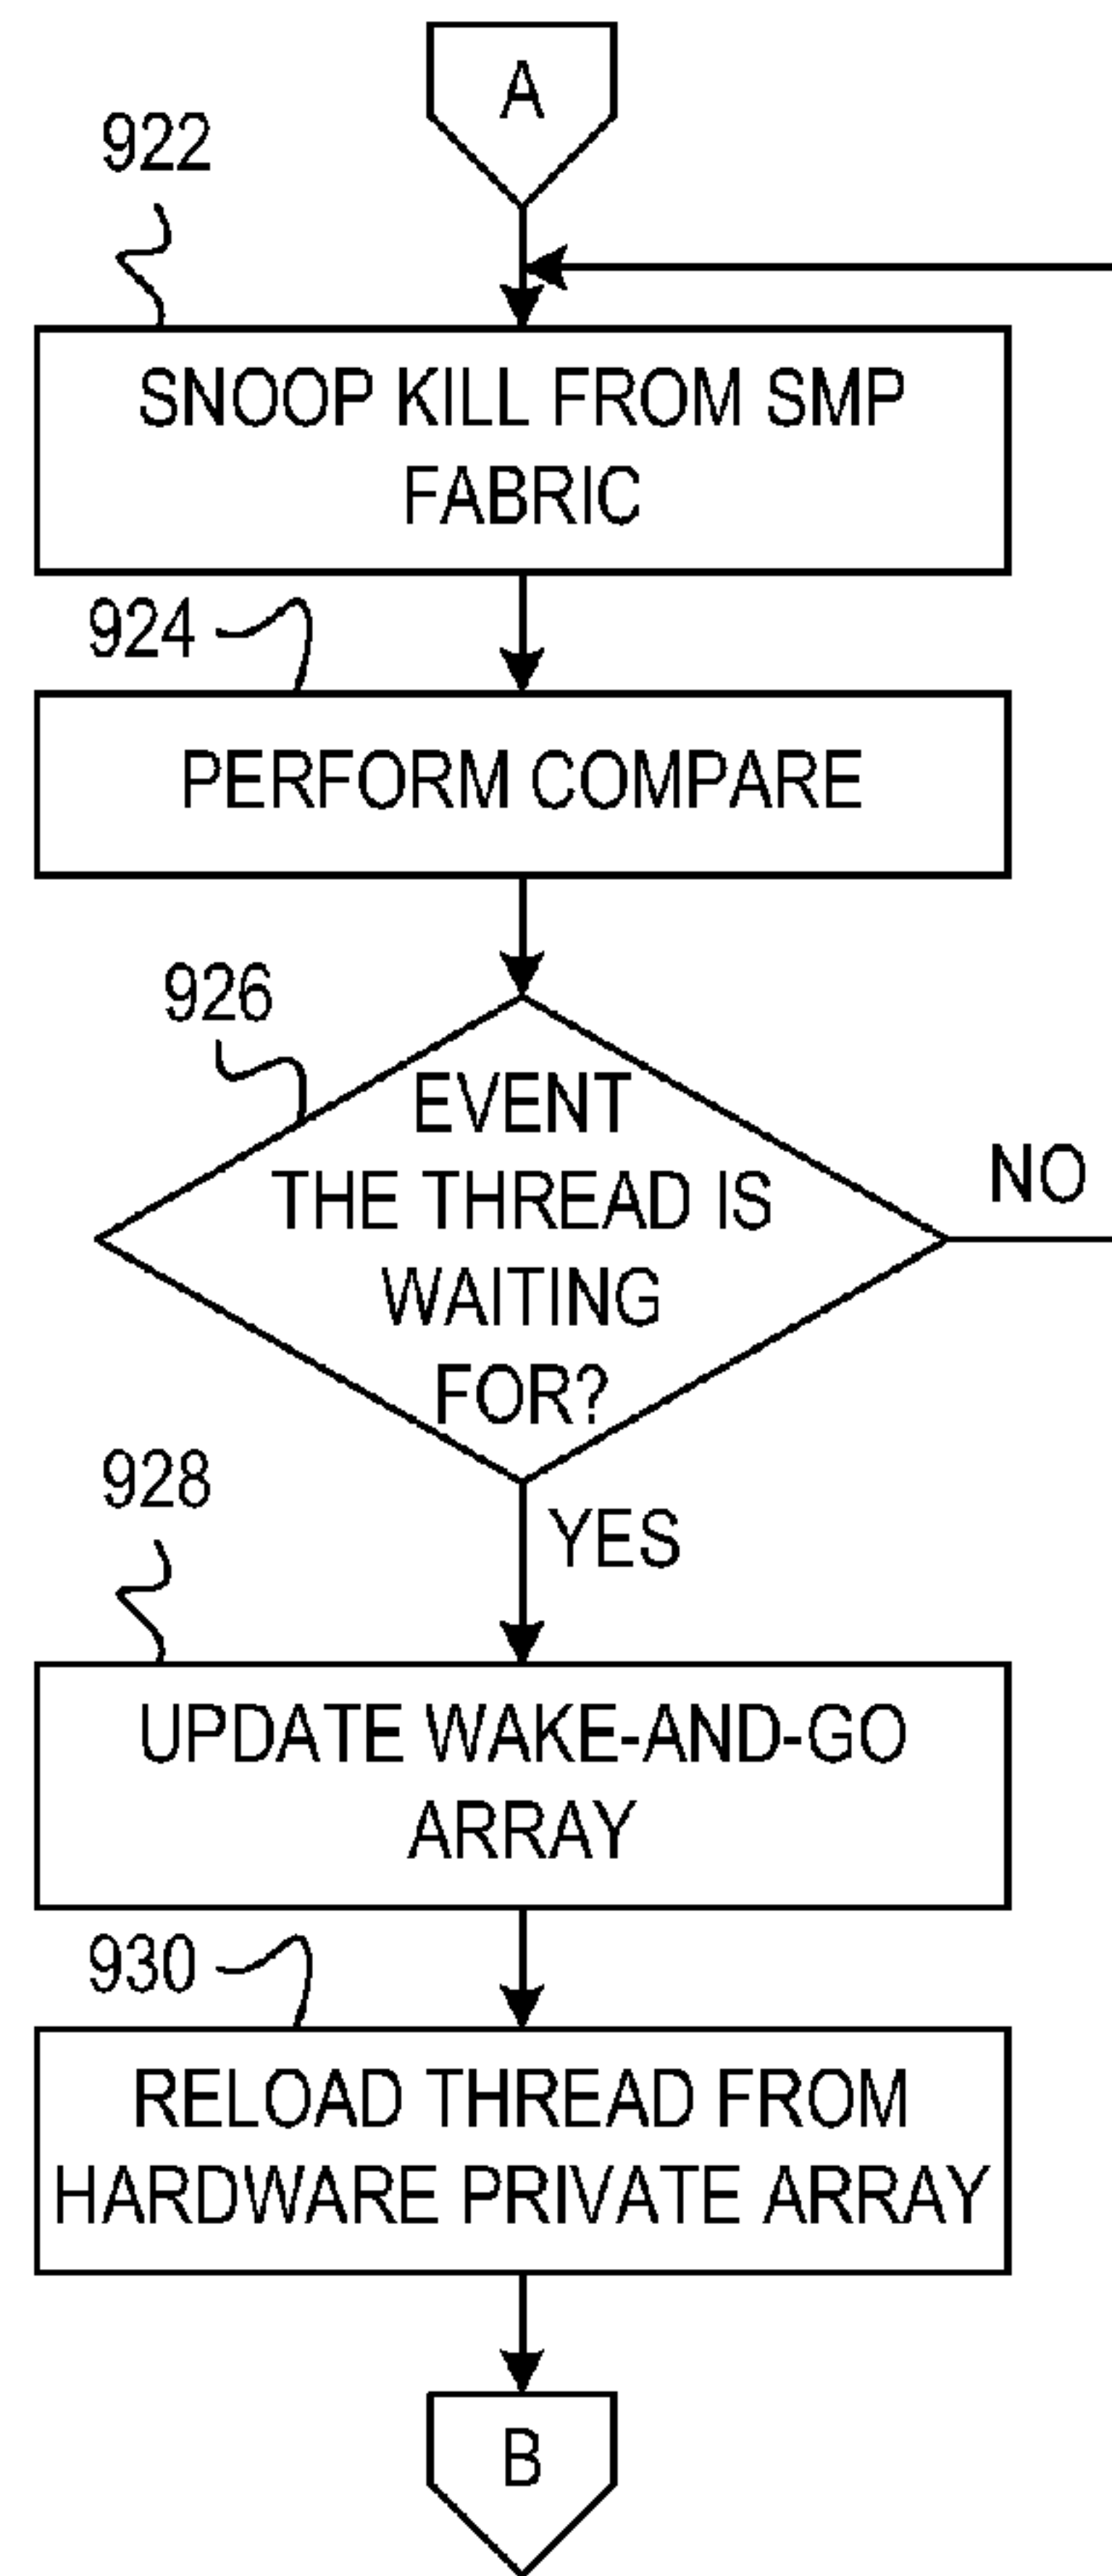 A
922
SNOOP KILL FROM SMP
FABRIC
924
PERFORM COMPARE
926
EVENT
THE THREAD IS
WAITING
FOR?
NO
YES
928
UPDATE WAKE-AND-GO
ARRAY
930
RELOAD THREAD FROM
HARDWARE PRIVATE ARRAY
B